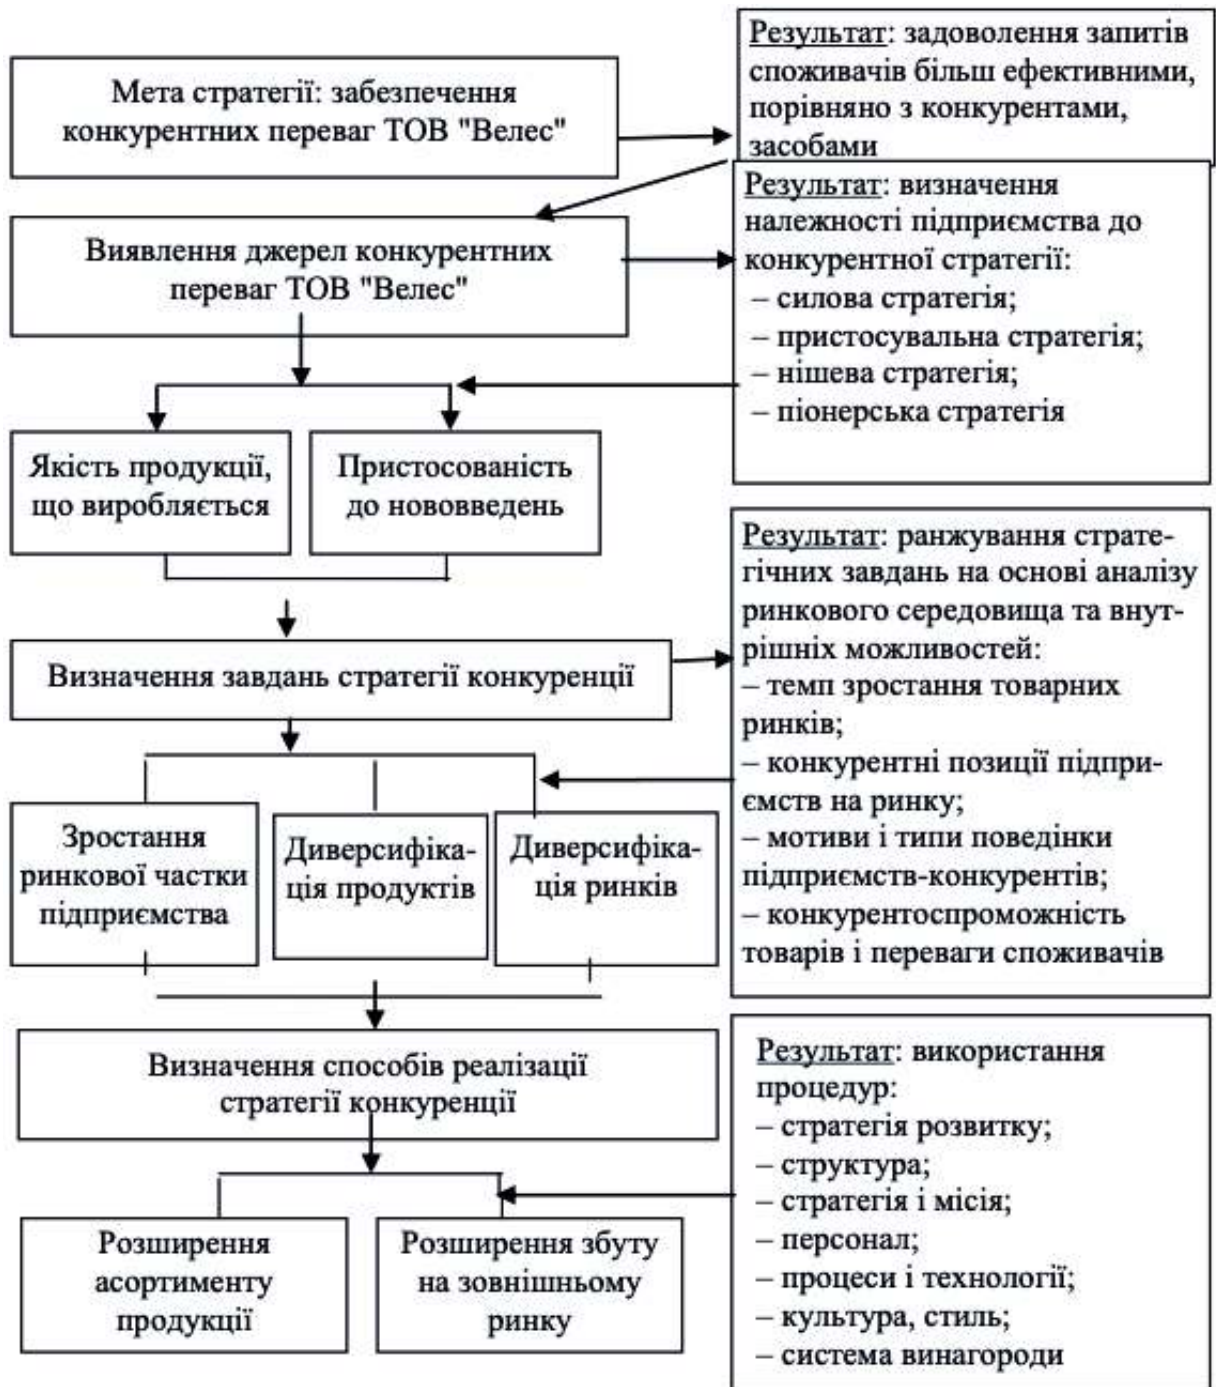 Мета стратегії: забезпечення
конкурентних переваг ТОВ "Велес"
Результат: задоволення запитів
споживачів більш ефективними,
порівняно з конкурентами,
засобами
Виявлення джерел конкурентних
переваг ТОВ "Велес"
Результат: визначення
належності підприємства до
конкурентної стратегії:
– силова стратегія;
– пристосувальна стратегія;
– нішева стратегія;
– піонерська стратегія
Якість продукції,
що виробляється
Пристосованість
до нововведень
Визначення завдань стратегії конкуренції
Результат: ранжування страте-
гічних завдань на основі аналізу
ринкового середовища та внут-
рішніх можливостей:
– темп зростання товарних
ринків;
– конкурентні позиції підпри-
ємств на ринку;
– мотиви і типи поведінки
підприємств-конкурентів;
– конкурентоспроможність
товарів і переваги споживачів
Зростання
ринкової частки
підприємства
Диверсифіка-
ція продуктів
Диверсифіка-
ція ринків
Визначення способів реалізації
стратегії конкуренції
Результат: використання
процедур:
– стратегія розвитку;
– структура;
– стратегія і місія;
– персонал;
– процеси і технології;
– культура, стиль;
– система винагороди
Розширення
асортименту
продукції
Розширення збуту
на зовнішньому
ринку